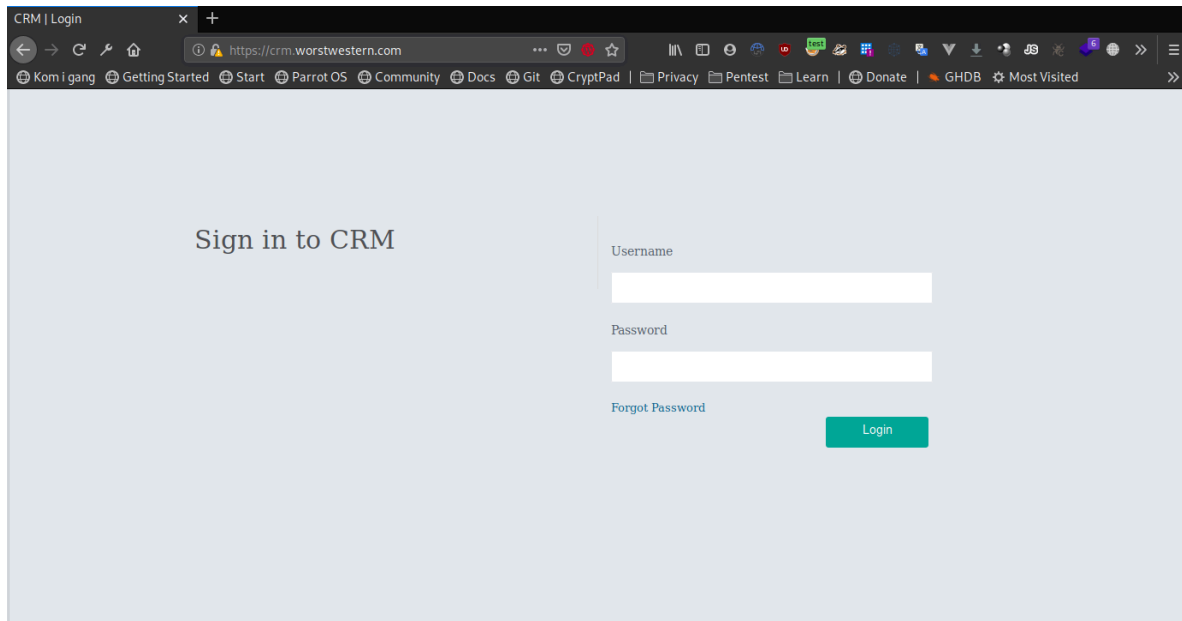 CRM | Login
https://crm.worstwestern.com
test
6
Kom i gang Getting Started Start Parrot OS Community Docs Git CryptPad | Privacy Pentest Learn | Donate | GHDB Most Visited
Sign in to CRM
Username
Password
Forgot Password
Login